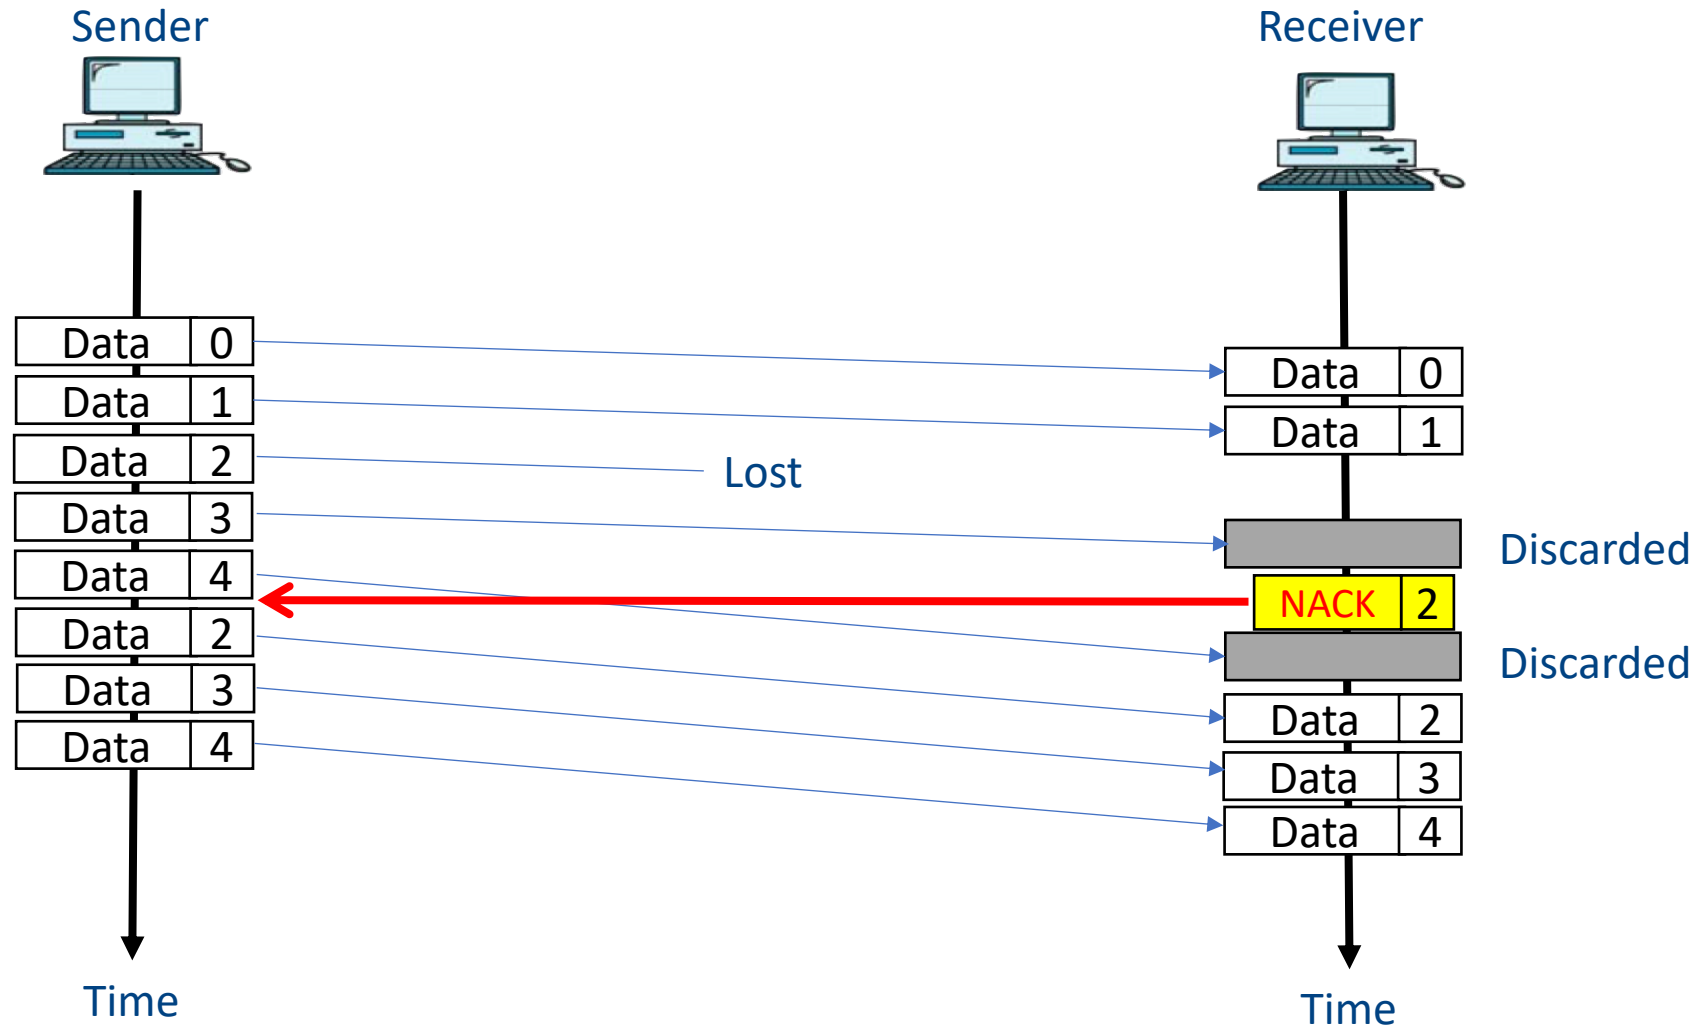 Sender
Receiver
Data 0
Data 0
Data 1
Data 1
Data 2
Lost
Data 3
Discarded
Data 4
NACK 2
Data 2
Discarded
Data 3
Data 2
Data 4
Data 3
Data 4
Time
Time